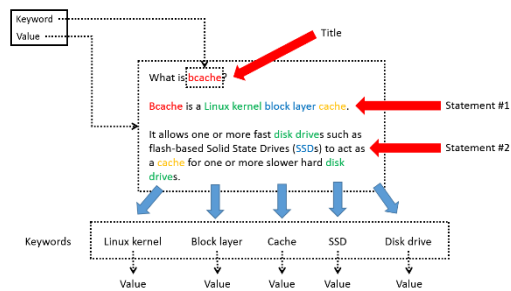 Keyword
Value
Title
What is bcache?
Bcache is a Linux kernel block layer cache.
Statement #1
It allows one or more fast disk drives such as
flash-based Solid State Drives (SSDs) to act as
Statement #2
a cache for one or more slower hard disk
drives.
Keywords
Linux kernel Block layer Cache SSD Disk drive
Value Value Value Value Value